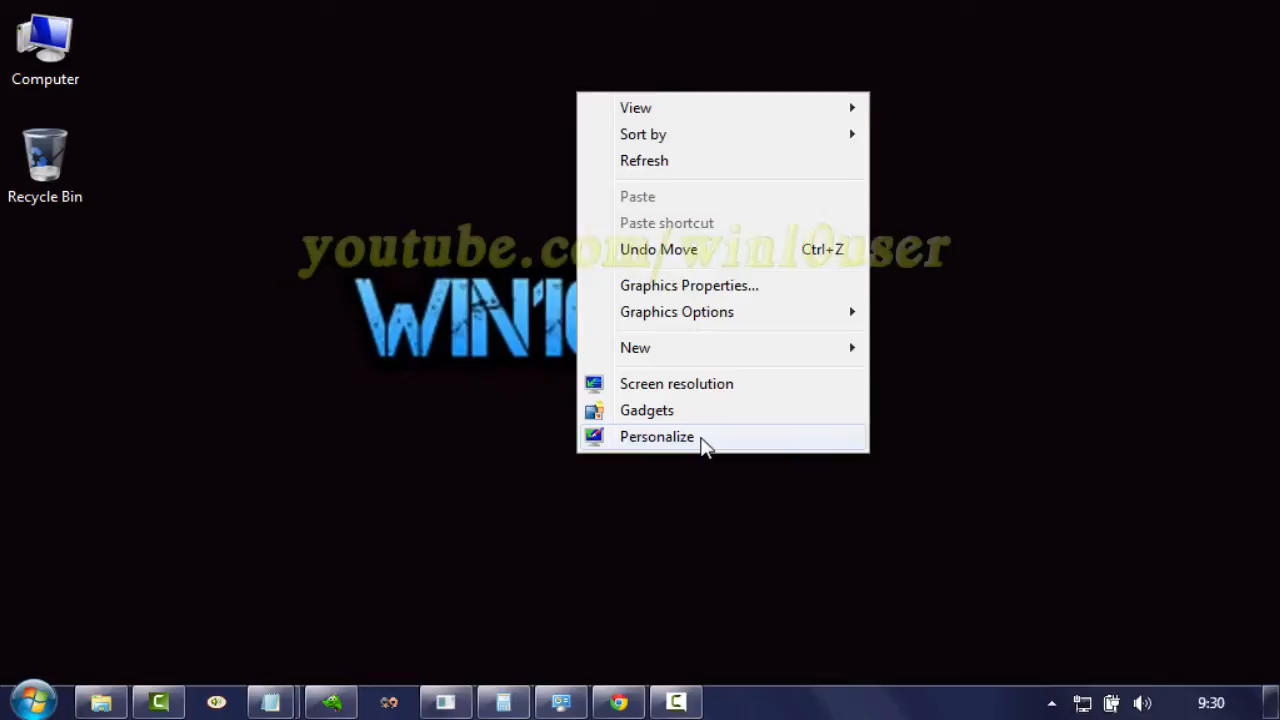 Computer
Recycle Bin
View
Sort by
Refresh
Paste
Paste shortcut
youtube.com/win10user
Undo Move Ctrl+Z
Graphics Properties...
WIN10
Graphics Options
New
Screen resolution
Gadgets
Personalize
9:30